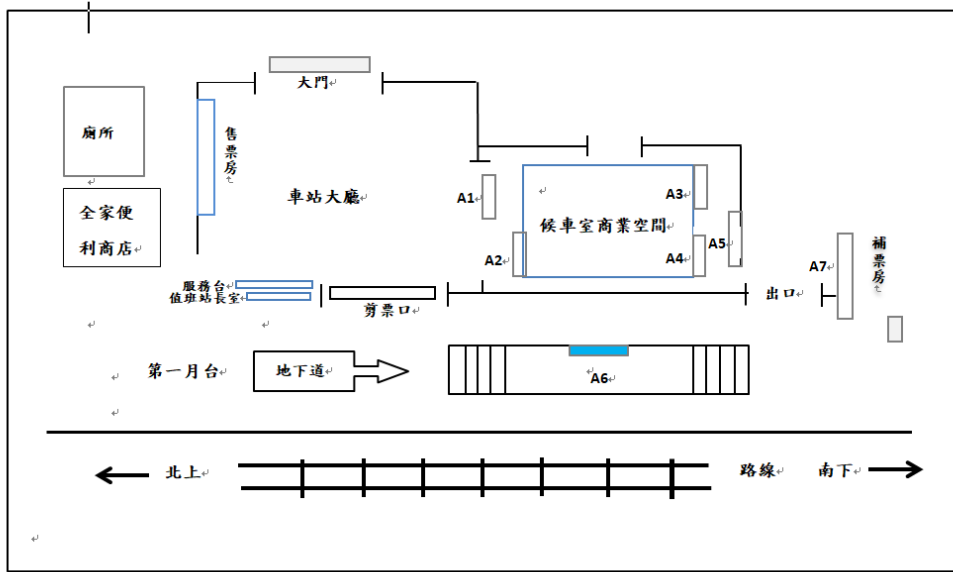 大門
廁所
售票房
全家便
利商店
車站大廳
A1
A2
A3
候車室商業空間
A4
A5
A7
補票房
服務台
值班站長室
剪票口
出口
第一月台
地下道
A6
北上
路線
南下